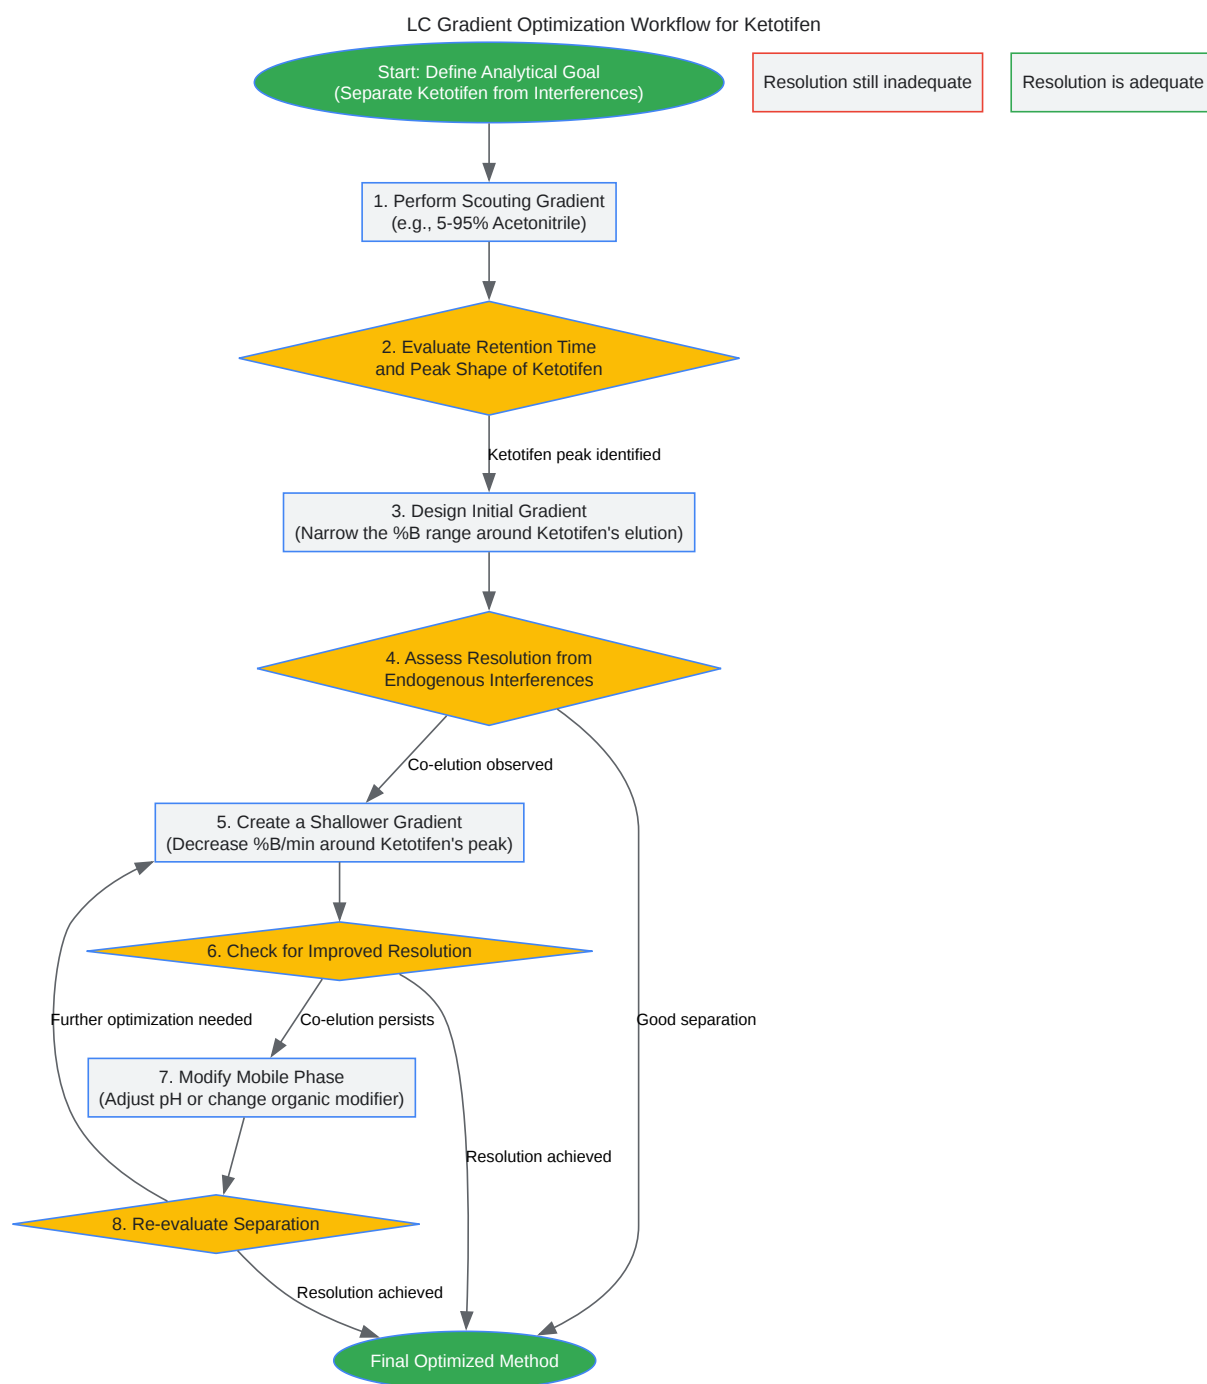 LC Gradient Optimization Workflow for Ketotifen
Start: Define Analytical Goal
(Separate Ketotifen from Interferences)
Resolution still inadequate
Resolution is adequate
1. Perform Scouting Gradient
(e.g., 5-95% Acetonitrile)
2. Evaluate Retention Time
and Peak Shape of Ketotifen
Ketotifen peak identified
3. Design Initial Gradient
(Narrow the %B range around Ketotifen's elution)
4. Assess Resolution from
Endogenous Interferences
Co-elution observed
5. Create a Shallower Gradient
(Decrease %B/min around Ketotifen's peak)
6. Check for Improved Resolution
Further optimization needed
Co-elution persists
Good separation
7. Modify Mobile Phase
(Adjust pH or change organic modifier)
Resolution achieved
8. Re-evaluate Separation
Resolution achieved
Final Optimized Method